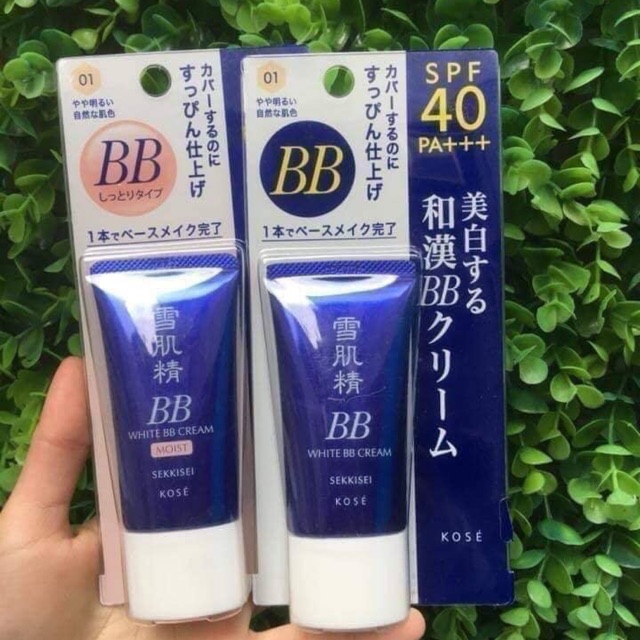 01
やや明るい
自然な肌色
カバーするのに
すっぴん仕上げ
BB
しっとりタイプ
1本でベースメイク完了
雪肌精
BB
WHITE BB CREAM
MOIST
SEKKISEI
KOSÉ
01
やや明るい
自然な肌色
カバーするのに
すっぴん仕上げ
BB
1本でベースメイク完了
雪肌精
BB
WHITE BB CREAM
SEKKISEI
KOSÉ
SPF
40
PA+++
美白する
和漢BBクリーム
KOSÉ